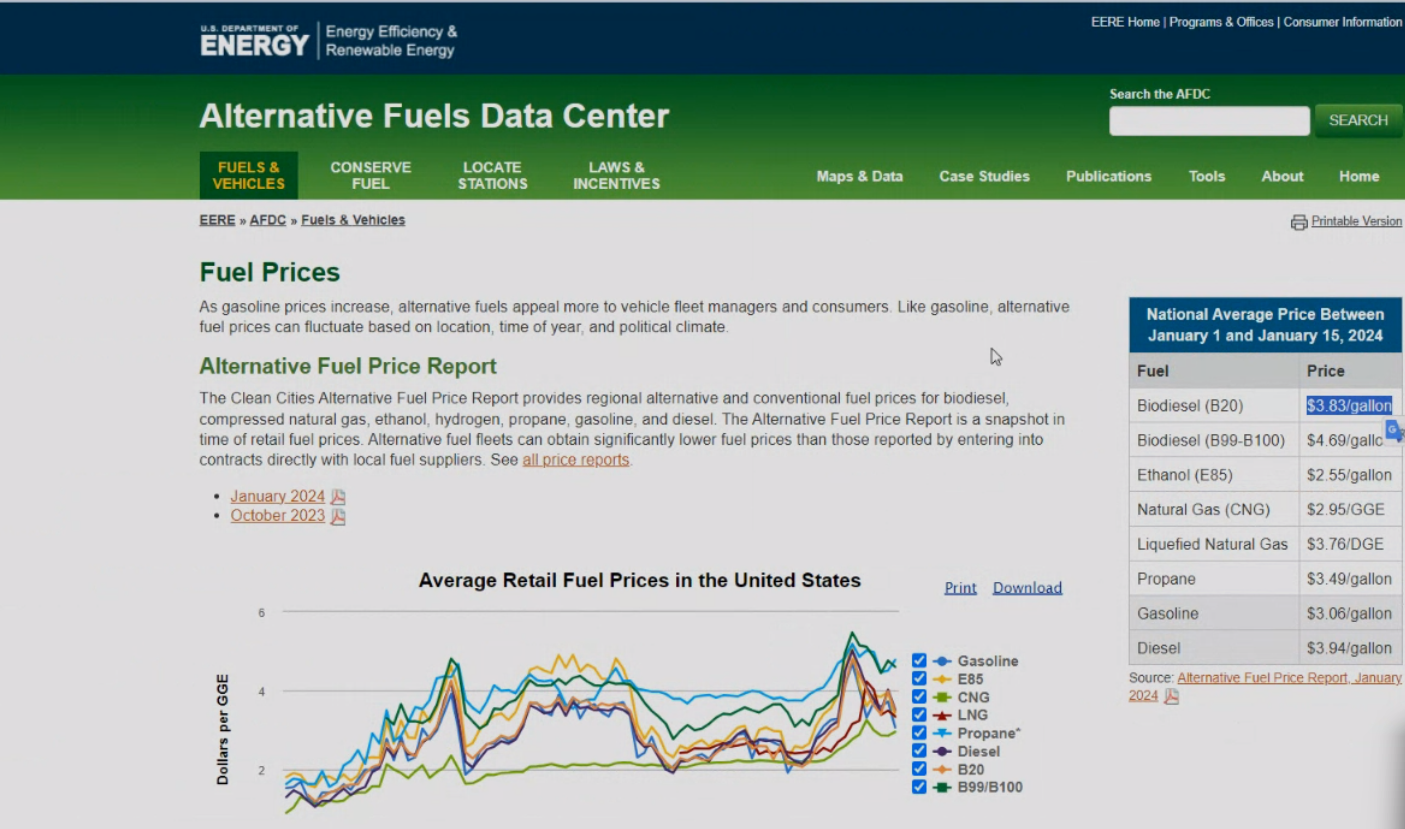 U.S. DEPARTMENT OF
ENERGY
Energy Efficiency &
Renewable Energy
EERE Home | Programs & Offices | Consumer Information
Alternative Fuels Data Center
Search the AFDC
SEARCH
FUELS &
VEHICLES
CONSERVE
FUEL
LOCATE
STATIONS
LAWS &
INCENTIVES
Maps & Data
Case Studies
Publications
Tools
About
Home
EERE » AFDC » Fuels & Vehicles
Printable Version
Fuel Prices
As gasoline prices increase, alternative fuels appeal more to vehicle fleet managers and consumers. Like gasoline, alternative
fuel prices can fluctuate based on location, time of year, and political climate.
Alternative Fuel Price Report
The Clean Cities Alternative Fuel Price Report provides regional alternative and conventional fuel prices for biodiesel,
compressed natural gas, ethanol, hydrogen, propane, gasoline, and diesel. The Alternative Fuel Price Report is a snapshot in
time of retail fuel prices. Alternative fuel fleets can obtain significantly lower fuel prices than those reported by entering into
contracts directly with local fuel suppliers. See all price reports.
• January 2024
• October 2023
National Average Price Between
January 1 and January 15, 2024
Fuel Price
Biodiesel (B20) $3.83/gallon
Biodiesel (B99-B100) $4.69/gallo
Ethanol (E85) $2.55/gallon
Natural Gas (CNG) $2.95/GGE
Liquefied Natural Gas $3.76/DGE
Propane $3.49/gallon
Gasoline $3.06/gallon
Diesel $3.94/gallon
Source: Alternative Fuel Price Report, January
2024
Average Retail Fuel Prices in the United States
Print Download
Dollars per GGE
6
4
2
Gasoline
E85
CNG
LNG
Propane*
Diesel
B20
B99/B100